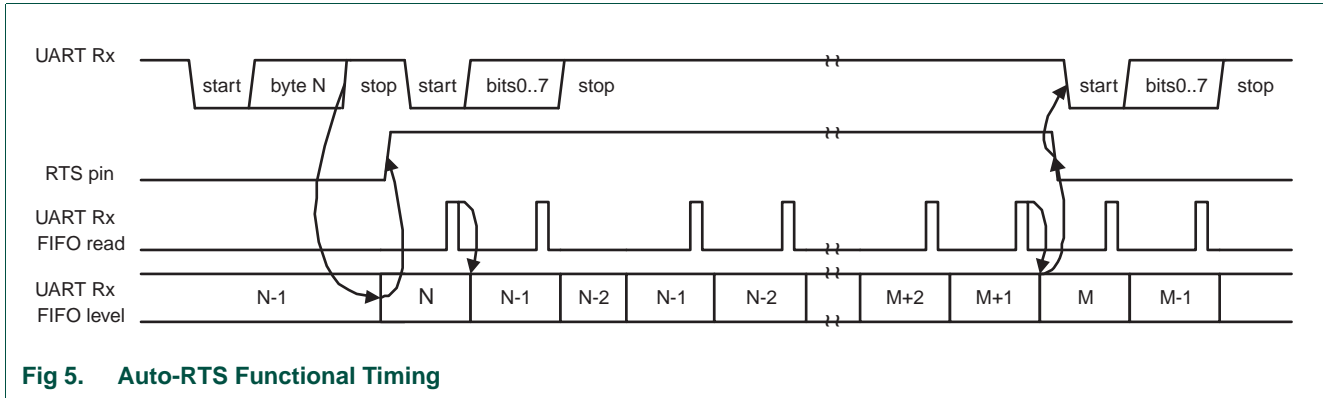 UART Rx
start byte N stop start bits0..7 stop start bits0..7 stop
RTS pin
UART Rx
FIFO read
UART Rx
FIFO level
N-1 N N-1 N-2 N-1 N-2 M+2 M+1 M M-1
Fig 5. Auto-RTS Functional Timing